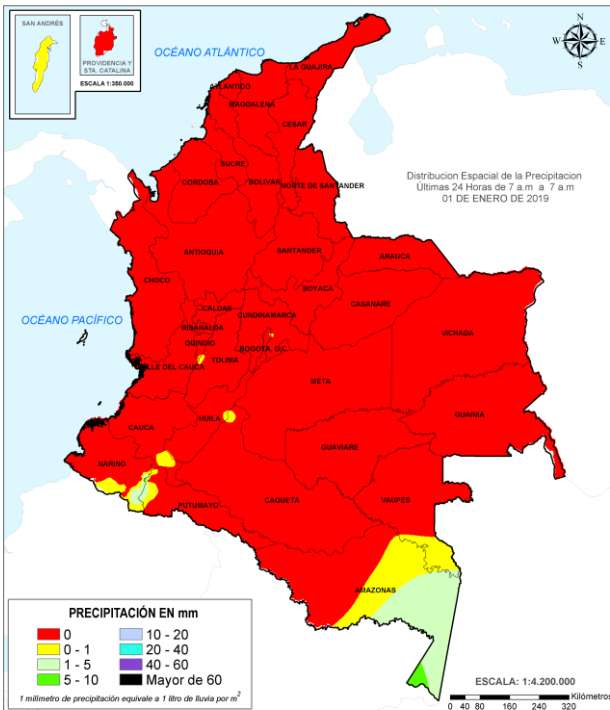 SAN ANDRÉS
PROVIDENCIA Y
STA. CATALINA
ESCALA 1:380.000
OCÉANO ATLÁNTICO
N
W E
S
LA GUAJIRA
ATLANTICO
MAGDALENA
CESAR
Distribucion Espacial de la Precipitacion
Últimas 24 Horas de 7 a.m a 7 a.m
01 DE ENERO DE 2019
SUCRE
CORDOBA
BOLIVAR
NORTE DE SANTANDER
ANTIOQUIA
SANTANDER
ARAUCA
CHOCO
BOYACA
CASANARE
OCÉANO PACÍFICO
CALDAS
CUNDINAMARCA
RISARALDA
VICHADA
QUINDIO
BOGOTA, D.C.
TOLIMA
VALLE DEL CAUCA
META
HUILA
GUAINIA
CAUCA
GUAVIARE
NARIÑO
PUTUMAYO
CAQUETA
VAUPES
AMAZONAS
PRECIPITACIÓN EN mm
0 10 - 20
0 - 1 20 - 40
1 - 5 40 - 60
5 - 10 Mayor de 60
1 milímetro de precipitación equivale a 1 litro de lluvia por m²
ESCALA: 1:4.200.000
Kilómetros
0 40 80 160 240 320